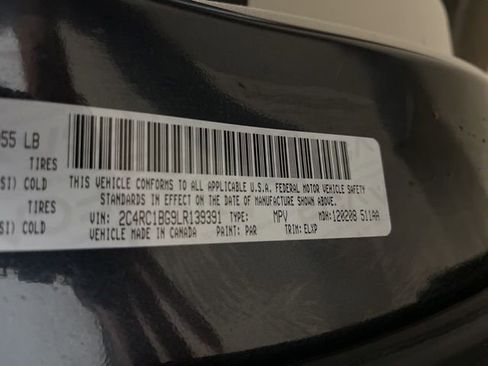 055 LB
TIRES
SI) COLD THIS VEHICLE CONFORMS TO ALL APPLICABLE U.S.A. FEDERAL MOTOR VEHICLE SAFETY
TIRES STANDARDS IN EFFECT ON THE DATE OF MANUFACTURE SHOWN ABOVE.
SI) COLD VIN: 2C4RC1BG9LR139391 TYPE: MPV MDH: 120208 511AA
VEHICLE MADE IN CANADA PAINT: PAR TRIM: ELXP